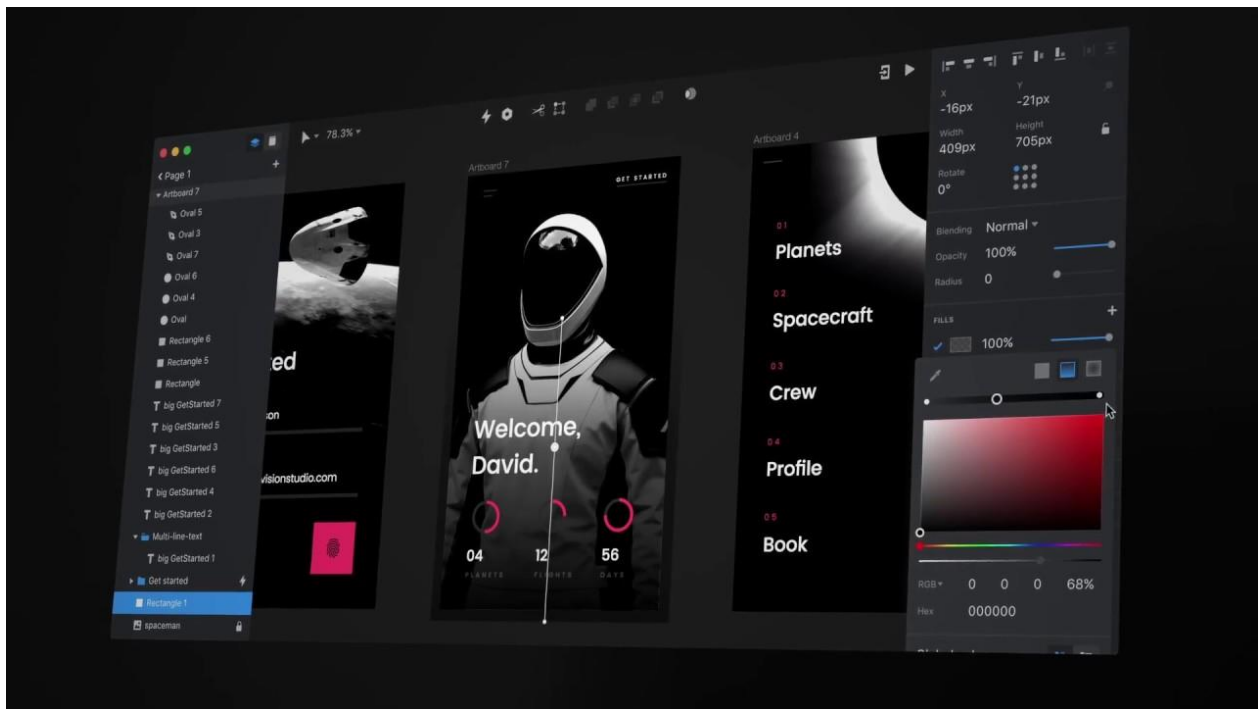 Page 1
Artboard 7
Oval 5
Oval 3
Oval 7
Oval 6
Oval 4
Oval
Rectangle 6
Rectangle 5
Rectangle
big GetStarted 7
big GetStarted 5
big GetStarted 3
big GetStarted 6
big GetStarted 4
big GetStarted 2
Multi-line-text
big GetStarted 1
Get started
Rectangle 1
spaceman
78.3%
ed
son
visionstudio.com
Artboard 7
GET STARTED
Welcome,
David.
04 12 56
PLANETS FLIGHTS DAYS
Artboard 4
01
Planets
02
Spacecraft
03
Crew
04
Profile
05
Book
X Y
-16px -21px
Width Height
409px 705px
Rotate
0°
Blending Normal
Opacity 100%
Radius 0
FILLS
100%
RGB 0 0 0 68%
Hex 000000